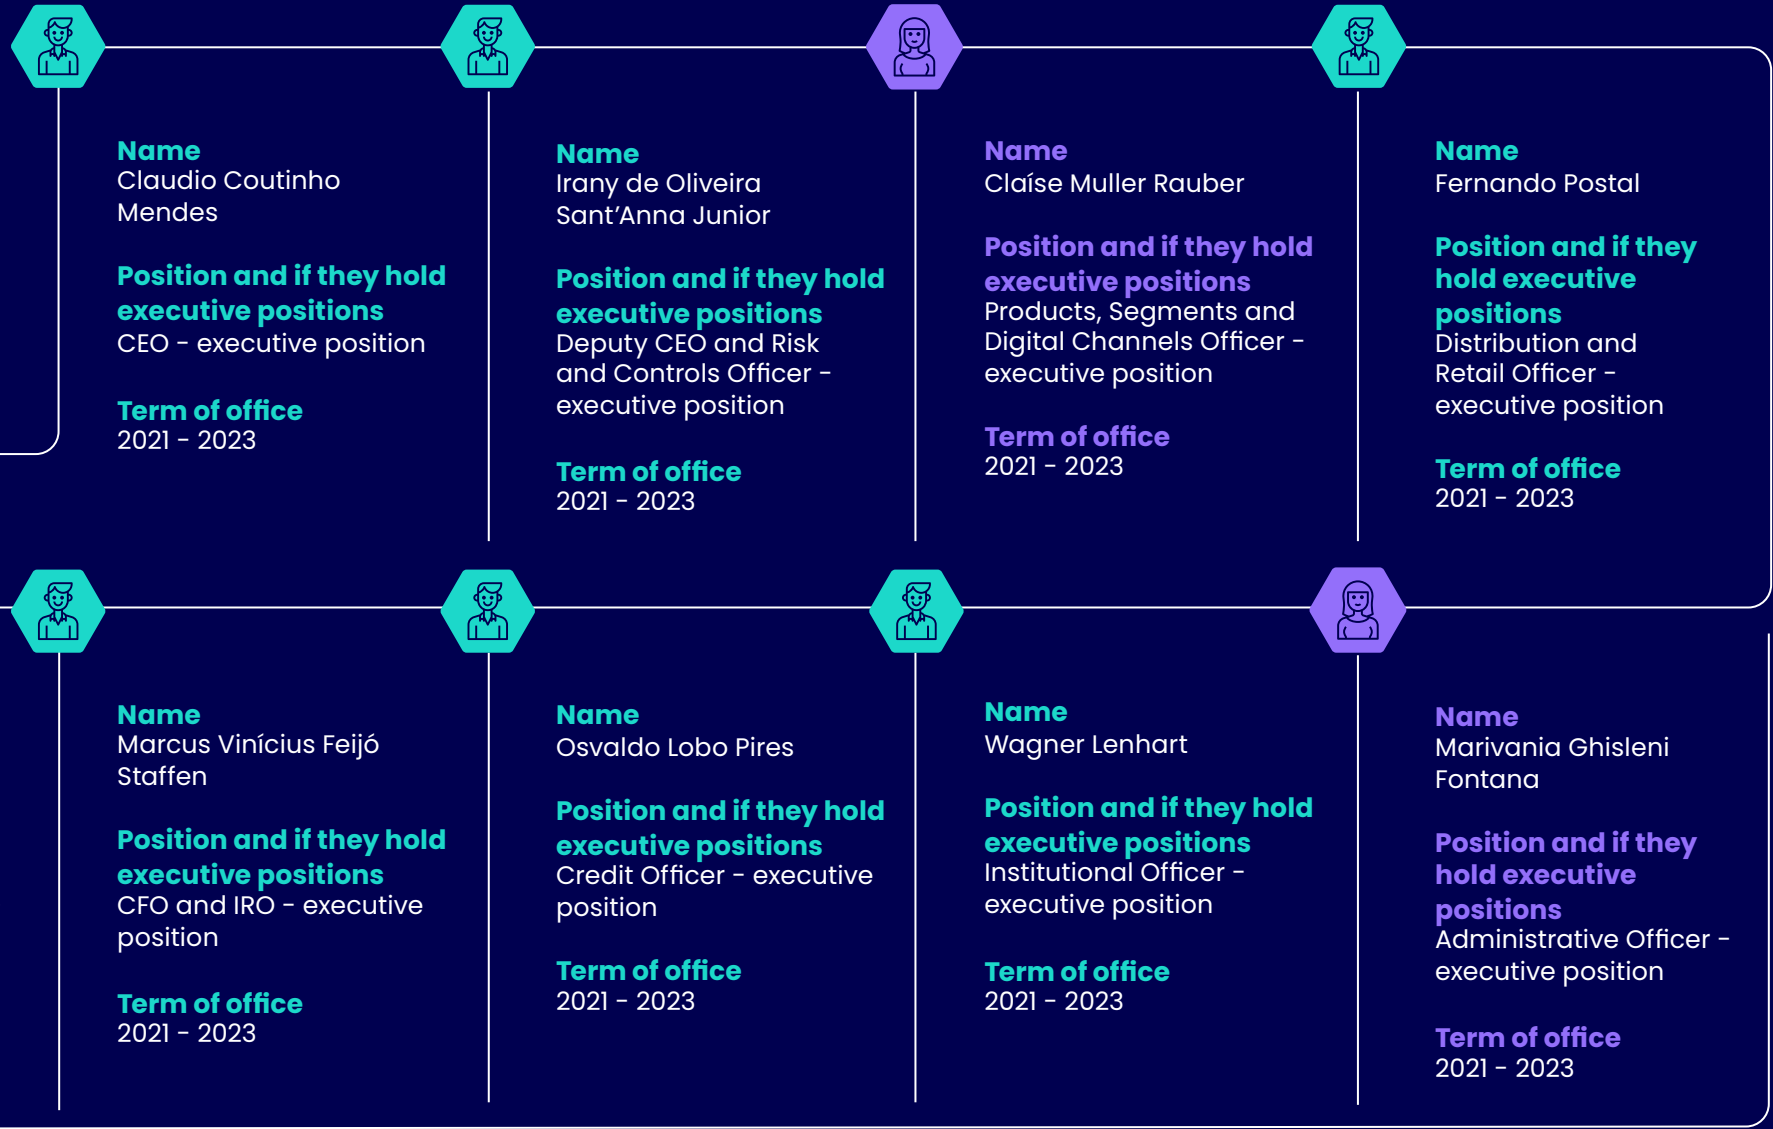 Name
Claudio Coutinho
Mendes
Position and if they hold
executive positions
CEO - executive position
Term of office
2021 - 2023
Name
Irany de Oliveira
Sant’Anna Junior
Position and if they hold
executive positions
Deputy CEO and Risk
and Controls Officer -
executive position
Term of office
2021 - 2023
Name
Claíse Muller Rauber
Position and if they hold
executive positions
Products, Segments and
Digital Channels Officer -
executive position
Term of office
2021 - 2023
Name
Fernando Postal
Position and if they
hold executive
positions
Distribution and
Retail Officer -
executive position
Term of office
2021 - 2023
Name
Marcus Vinícius Feijó
Staffen
Position and if they hold
executive positions
CFO and IRO - executive
position
Term of office
2021 - 2023
Name
Osvaldo Lobo Pires
Position and if they hold
executive positions
Credit Officer - executive
position
Term of office
2021 - 2023
Name
Wagner Lenhart
Position and if they hold
executive positions
Institutional Officer -
executive position
Term of office
2021 - 2023
Name
Marivania Ghisleni
Fontana
Position and if they
hold executive
positions
Administrative Officer -
executive position
Term of office
2021 - 2023